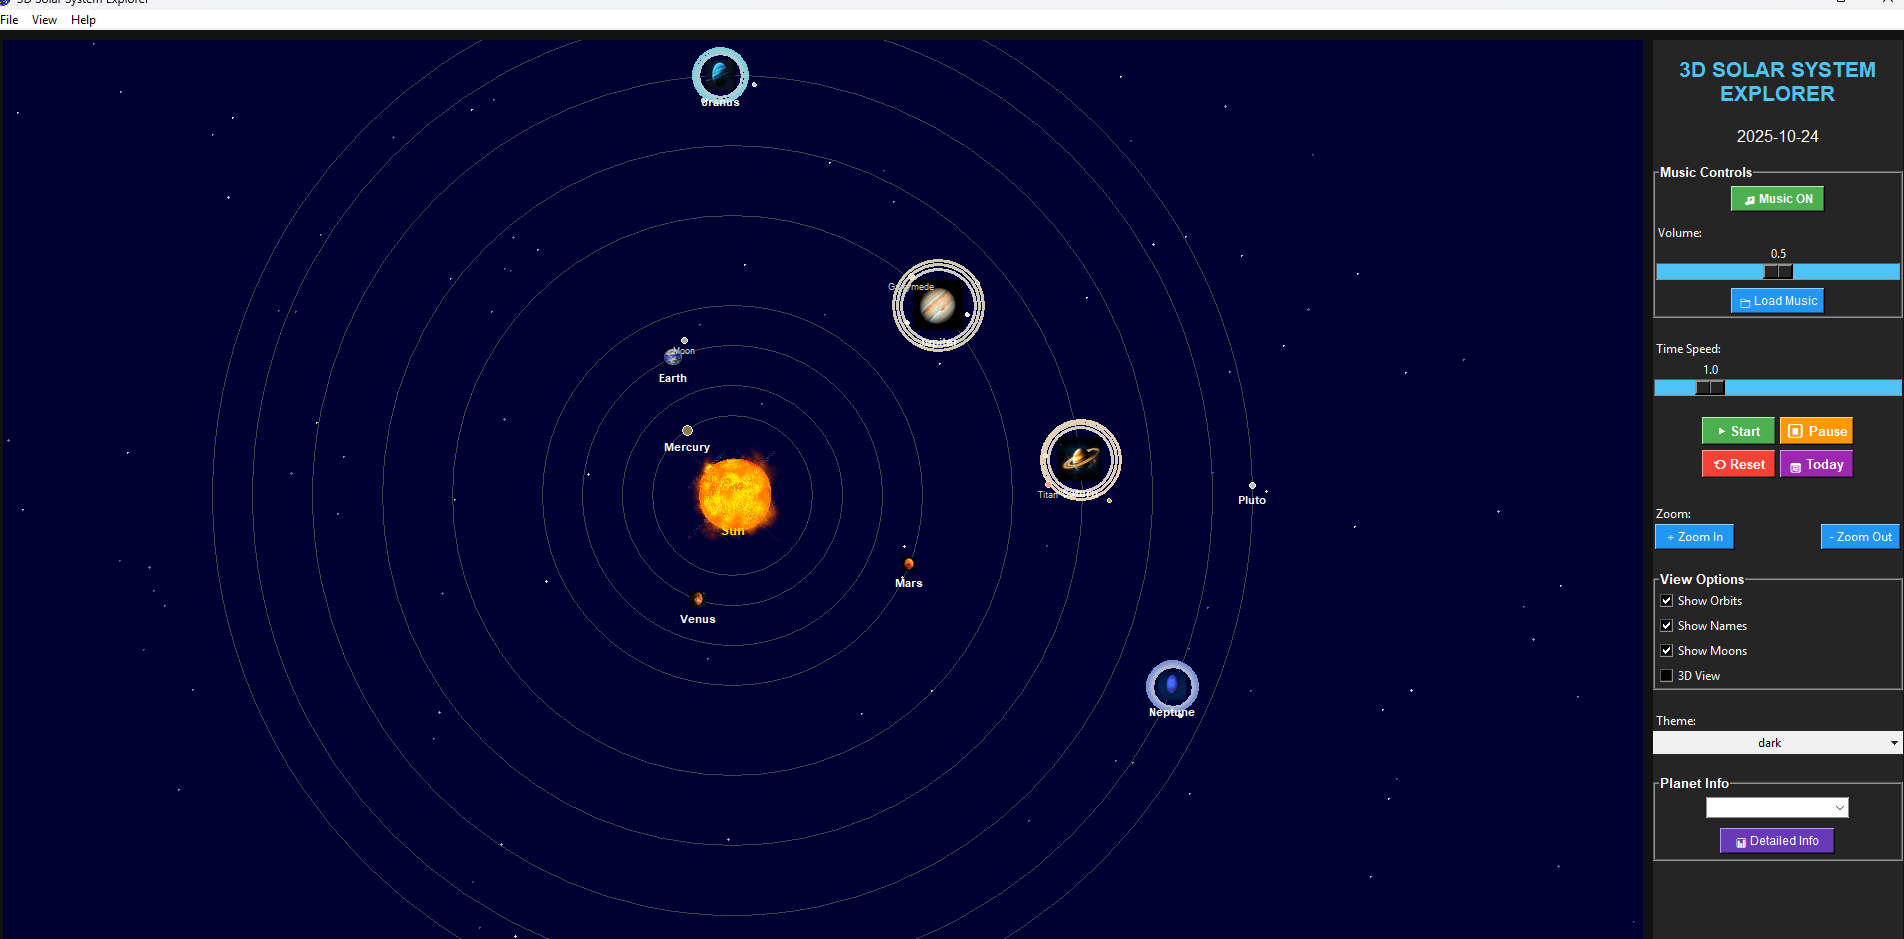 3D Solar System Explorer
File View Help
Uranus
Ganymede
Jupiter
Moon
Earth
Mercury
Sun
Titan
Saturn
Pluto
Mars
Venus
Neptune
3D SOLAR SYSTEM
EXPLORER
2025-10-24
Music Controls
Music ON
Volume:
0.5
Load Music
Time Speed:
1.0
Start
Pause
Reset
Today
Zoom:
+ Zoom In
- Zoom Out
View Options
Show Orbits
Show Names
Show Moons
3D View
Theme:
dark
Planet Info
Detailed Info